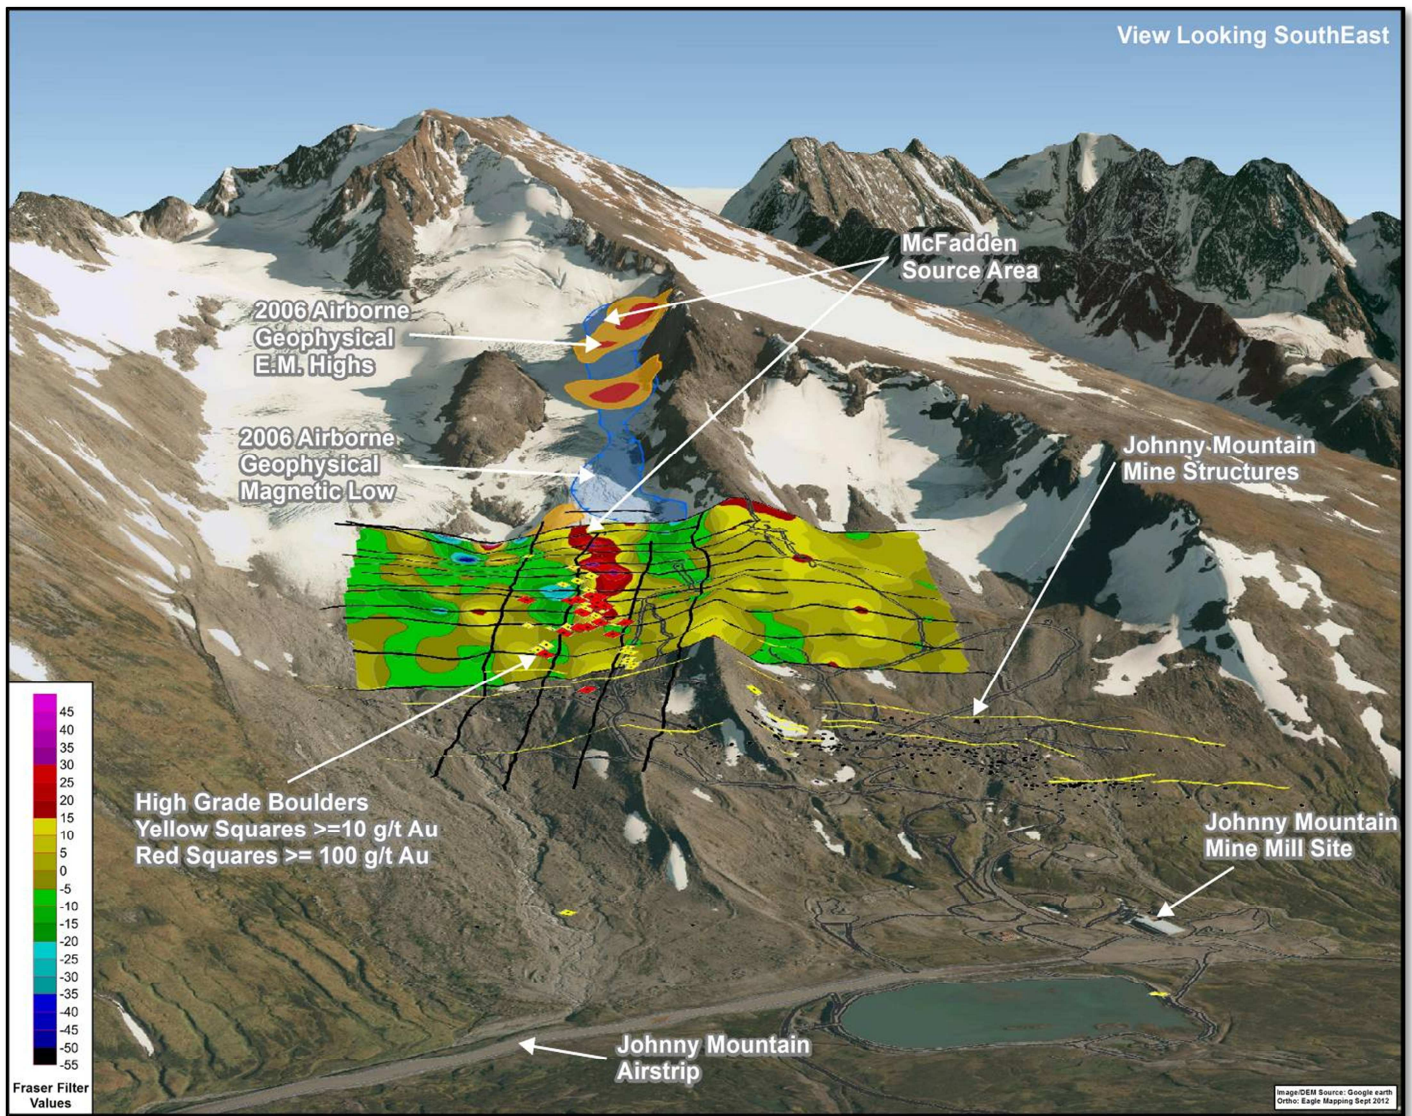 View Looking SouthEast
McFadden
Source Area
2006 Airborne
Geophysical
E.M. Highs
2006 Airborne
Geophysical
Magnetic Low
Johnny Mountain
Mine Structures
High Grade Boulders
Yellow Squares >=10 g/t Au
Red Squares >= 100 g/t Au
Johnny Mountain
Mine Mill Site
Johnny Mountain
Airstrip
45
40
35
30
25
20
15
10
5
0
-5
-10
-15
-20
-25
-30
-35
-40
-45
-50
-55
Fraser Filter
Values
Image/DEM Source: Google earth
Ortho: Eagle Mapping Sept 2012